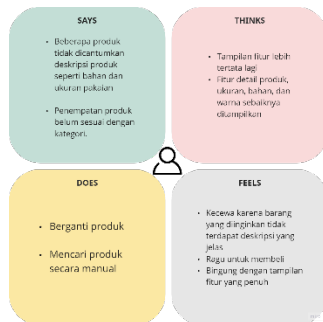 SAYS
• Beberapa produk
tidak dicantumkan
deskripsi produk
seperti bahan dan
ukuran pakaian
• Penempatan produk
belum sesuai dengan
kategori.
THINKS
• Tampilan fitur lebih
tertata lagi
• Fitur detail produk,
ukuran, bahan, dan
warna sebaiknya
ditampilkan
DOES
• Berganti produk
• Mencari produk
secara manual
FEELS
• Kecewa karena barang
yang diinginkan tidak
terdapat deskripsi yang
jelas
• Ragu untuk membeli
• Bingung dengan tampilan
fitur yang penuh